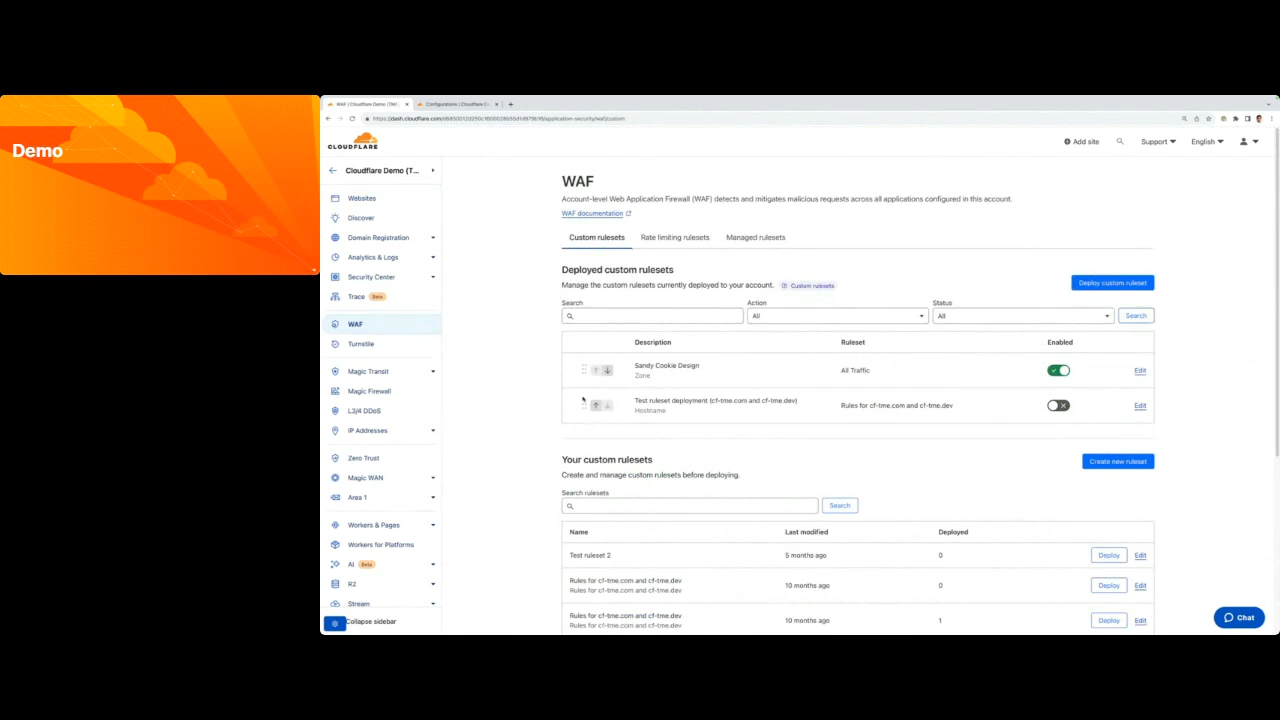 Demo
WAF | Cloudflare Demo (TM)
Configurations | Cloudflare D
CLOUDFLARE
Add site
Support
English
Cloudflare Demo (T...
Websites
Discover
Domain Registration
Analytics & Logs
Security Center
Trace Beta
WAF
Turnstile
Magic Transit
Magic Firewall
L3/4 DDoS
IP Addresses
Zero Trust
Magic WAN
Area 1
Workers & Pages
Workers for Platforms
AI Beta
R2
Stream
Collapse sidebar
WAF
Account-level Web Application Firewall (WAF) detects and mitigates malicious requests across all applications configured in this account.
WAF documentation
Custom rulesets Rate limiting rulesets Managed rulesets
Deployed custom rulesets
Manage the custom rulesets currently deployed to your account. Custom rulesets
Deploy custom ruleset
Search Action Status
All All Search
Description Ruleset Enabled
Sandy Cookie Design All Traffic Edit
Zone
Test ruleset deployment (cf-tme.com and cf-tme.dev) Rules for cf-tme.com and cf-tme.dev Edit
Hostname
Your custom rulesets
Create new ruleset
Create and manage custom rulesets before deploying.
Search rulesets
Search
Name Last modified Deployed
Test ruleset 2 5 months ago 0 Deploy Edit
Rules for cf-tme.com and cf-tme.dev 10 months ago 0 Deploy Edit
Rules for cf-tme.com and cf-tme.dev
Rules for cf-tme.com and cf-tme.dev 10 months ago 1 Deploy Edit
Rules for cf-tme.com and cf-tme.dev
Chat